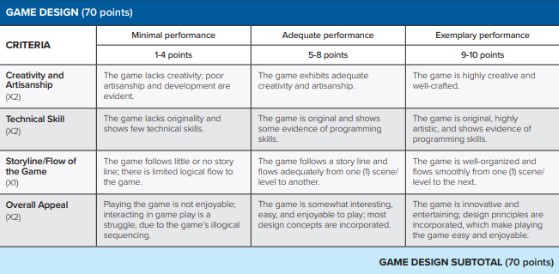 GAME DESIGN (70 points)
CRITERIA
Minimal performance
Adequate performance
Exemplary performance
1-4 points
5-8 points
9-10 points
Creativity and
Artisanship
(X2)
The game lacks creativity; poor
artisanship and development are
evident.
The game exhibits adequate
creativity and artisanship.
The game is highly creative and
well-crafted.
Technical Skill
(X2)
The game lacks originality and
shows few technical skills.
The game is original and shows
some evidence of programming
skills.
The game is original, highly
artistic, and shows evidence of
programming skills.
Storyline/Flow of
the Game
(X1)
The game follows little or no story
line; there is limited logical flow to
the game.
The game follows a story line and
flows adequately from one (1) scene/
level to another.
The game is well-organized and
flows smoothly from one (1) scene/
level to the next.
Overall Appeal
(X2)
Playing the game is not enjoyable;
interacting in game play is a
struggle, due to the game's illogical
sequencing.
The game is somewhat interesting,
easy, and enjoyable to play; most
design concepts are incorporated.
The game is innovative and
entertaining; design principles are
incorporated, which make playing
the game easy and enjoyable.
GAME DESIGN SUBTOTAL (70 points)